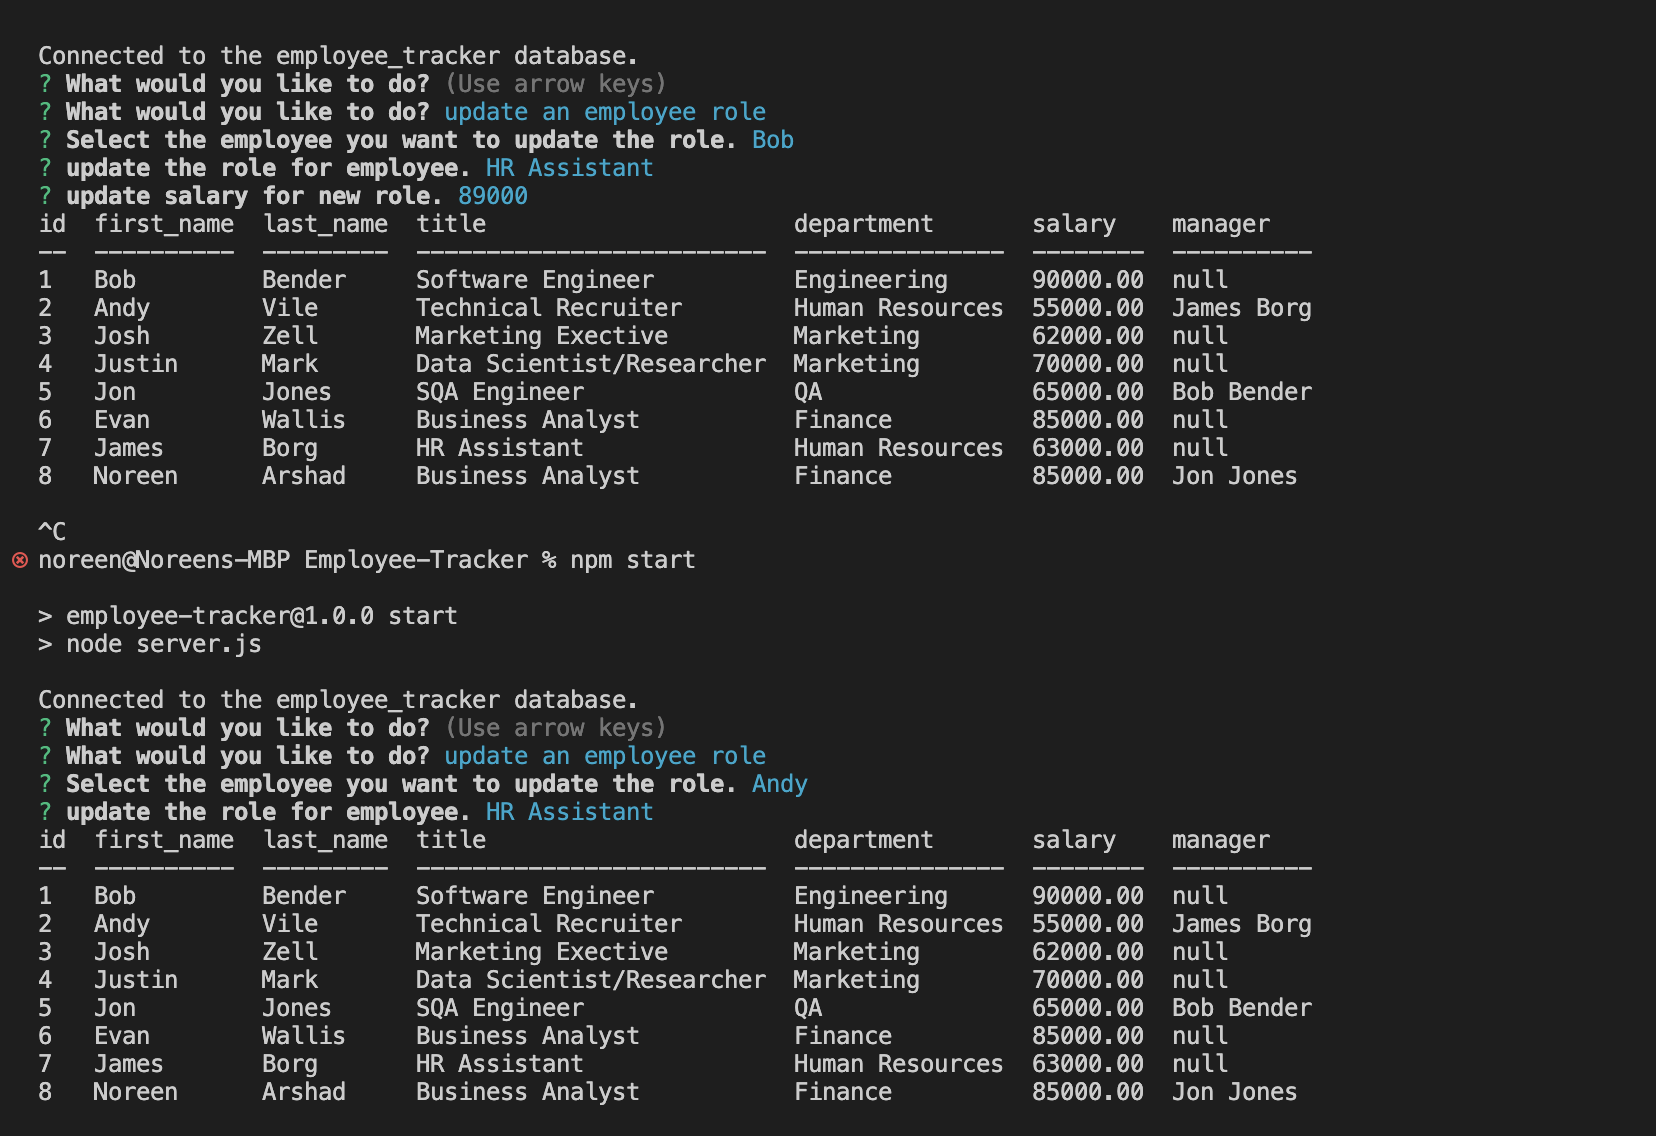 Connected to the employee_tracker database.
? What would you like to do? (Use arrow keys)
? What would you like to do? update an employee role
? Select the employee you want to update the role. Bob
? update the role for employee. HR Assistant
? update salary for new role. 89000
id  first_name  last_name  title                      department       salary    manager
--  ----------  ---------  -------------------------  ---------------  --------  ----------
1   Bob         Bender     Software Engineer          Engineering      90000.00  null
2   Andy        Vile       Technical Recruiter        Human Resources  55000.00  James Borg
3   Josh        Zell       Marketing Exective         Marketing        62000.00  null
4   Justin      Mark       Data Scientist/Researcher  Marketing        70000.00  null
5   Jon         Jones      SQA Engineer               QA               65000.00  Bob Bender
6   Evan        Wallis     Business Analyst           Finance          85000.00  null
7   James       Borg       HR Assistant               Human Resources  63000.00  null
8   Noreen      Arshad     Business Analyst           Finance          85000.00  Jon Jones
^C
noreen@Noreens-MBP Employee-Tracker % npm start
> employee-tracker@1.0.0 start
> node server.js
Connected to the employee_tracker database.
? What would you like to do? (Use arrow keys)
? What would you like to do? update an employee role
? Select the employee you want to update the role. Andy
? update the role for employee. HR Assistant
id  first_name  last_name  title                      department       salary    manager
--  ----------  ---------  -------------------------  ---------------  --------  ----------
1   Bob         Bender     Software Engineer          Engineering      90000.00  null
2   Andy        Vile       Technical Recruiter        Human Resources  55000.00  James Borg
3   Josh        Zell       Marketing Exective         Marketing        62000.00  null
4   Justin      Mark       Data Scientist/Researcher  Marketing        70000.00  null
5   Jon         Jones      SQA Engineer               QA               65000.00  Bob Bender
6   Evan        Wallis     Business Analyst           Finance          85000.00  null
7   James       Borg       HR Assistant               Human Resources  63000.00  null
8   Noreen      Arshad     Business Analyst           Finance          85000.00  Jon Jones